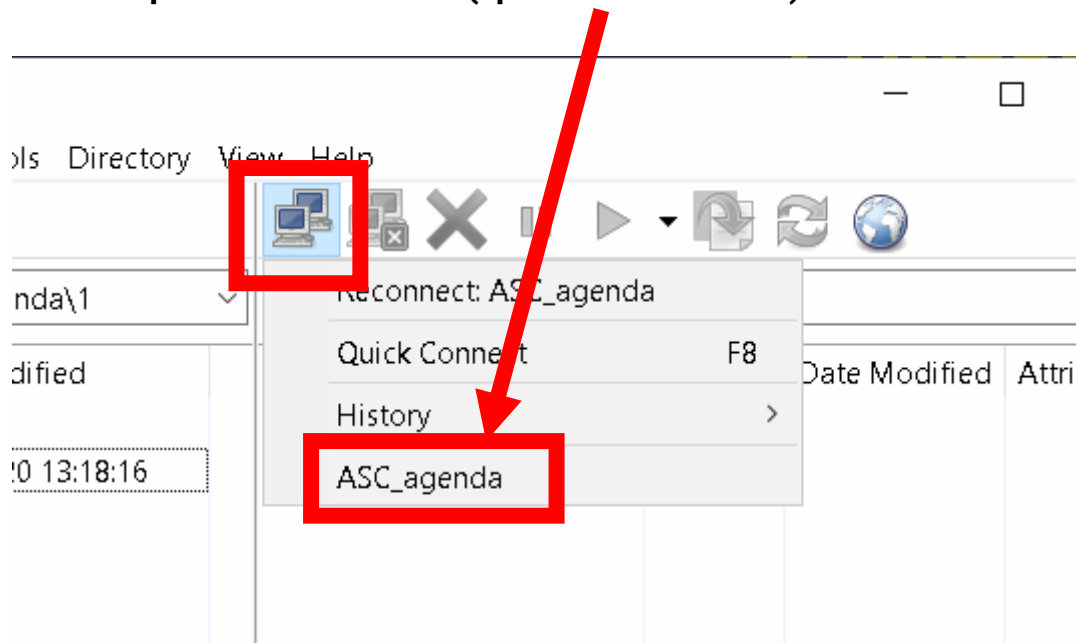 ols Directory View Help
Reconnect: ASC_agenda
nda\1
Quick Connect F8
dified Date Modified Attri
History >
20 13:18:16 ASC_agenda